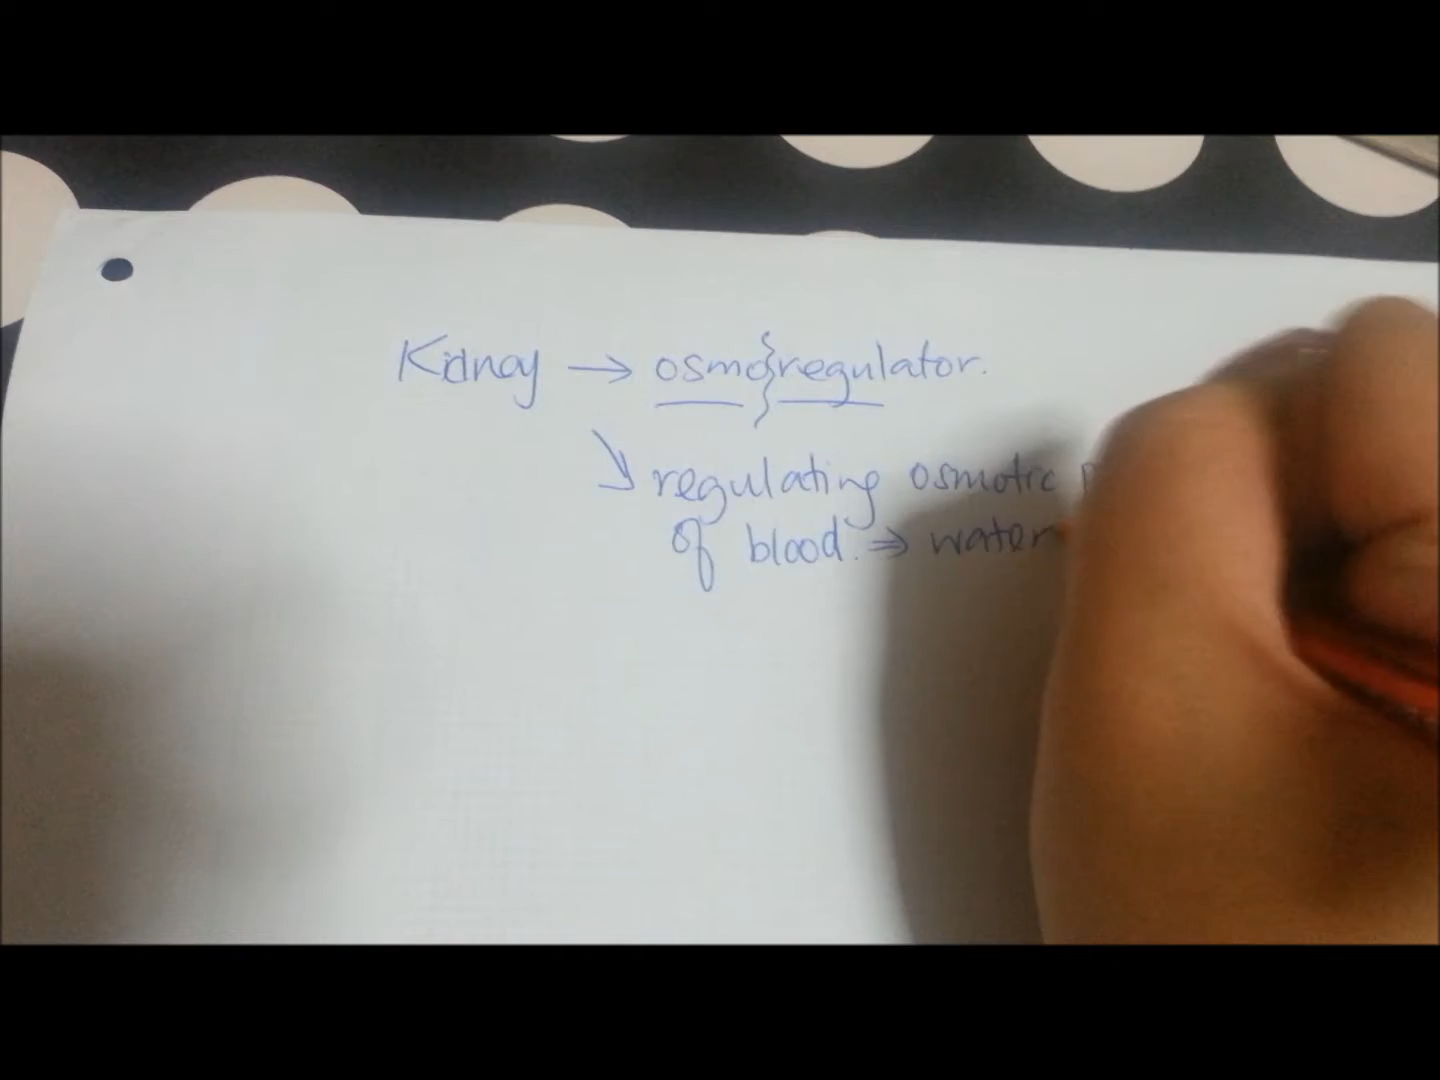 Kidney → osmo}regulator.
↘ regulating osmotic
of blood. ⇒ water